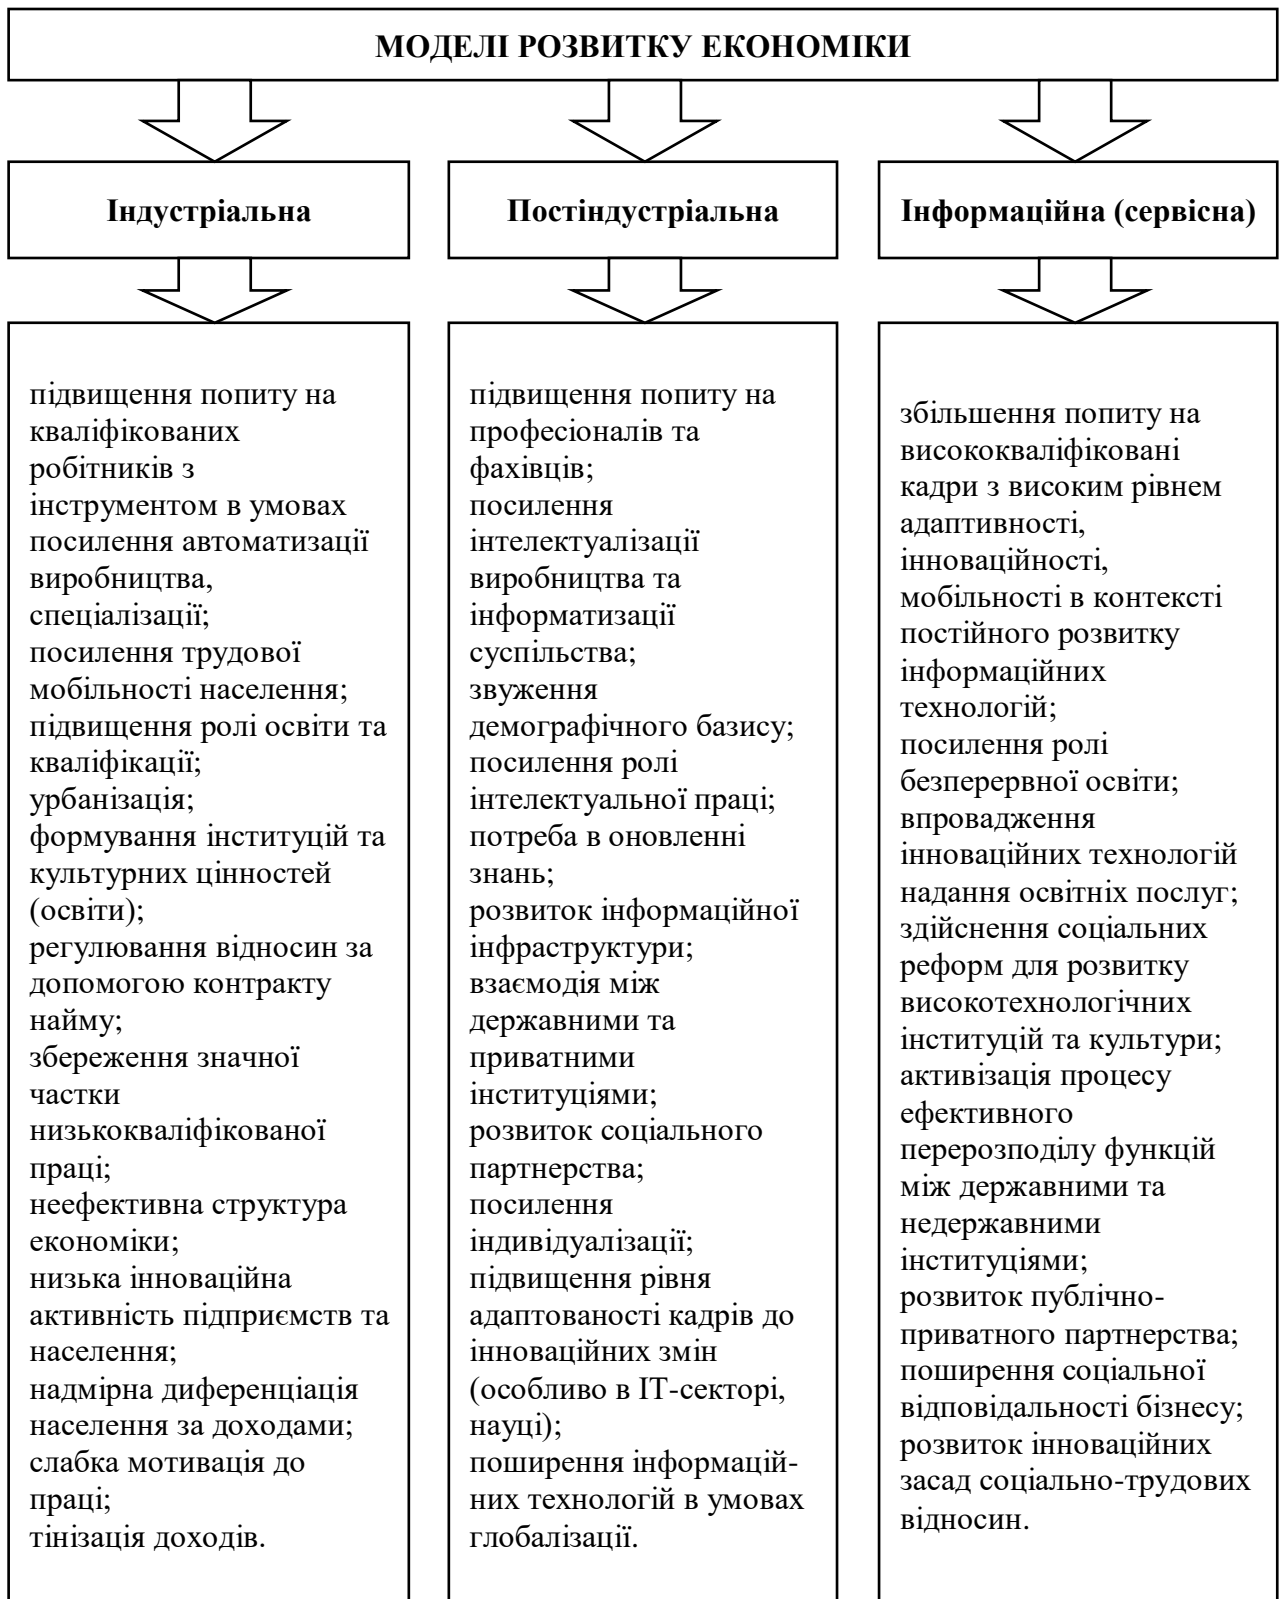 МОДЕЛІ РОЗВИТКУ ЕКОНОМІКИ
Індустріальна
Постіндустріальна
Інформаційна (сервісна)
підвищення попиту на
кваліфікованих
робітників з
інструментом в умовах
посилення автоматизації
виробництва,
спеціалізації;
посилення трудової
мобільності населення;
підвищення ролі освіти та
кваліфікації;
урбанізація;
формування інституцій та
культурних цінностей
(освіти);
регулювання відносин за
допомогою контракту
найму;
збереження значної
частки
низькокваліфікованої
праці;
неефективна структура
економіки;
низька інноваційна
активність підприємств та
населення;
надмірна диференціація
населення за доходами;
слабка мотивація до
праці;
тінізація доходів.
підвищення попиту на
професіоналів та
фахівців;
посилення
інтелектуалізації
виробництва та
інформатизації
суспільства;
звуження
демографічного базису;
посилення ролі
інтелектуальної праці;
потреба в оновленні
знань;
розвиток інформаційної
інфраструктури;
взаємодія між
державними та
приватними
інституціями;
розвиток соціального
партнерства;
посилення
індивідуалізації;
підвищення рівня
адаптованості кадрів до
інноваційних змін
(особливо в ІТ-секторі,
науці);
поширення інформацій-
них технологій в умовах
глобалізації.
збільшення попиту на
висококваліфіковані
кадри з високим рівнем
адаптивності,
інноваційності,
мобільності в контексті
постійного розвитку
інформаційних
технологій;
посилення ролі
безперервної освіти;
впровадження
інноваційних технологій
надання освітніх послуг;
здійснення соціальних
реформ для розвитку
високотехнологічних
інституцій та культури;
активізація процесу
ефективного
перерозподілу функцій
між державними та
недержавними
інституціями;
розвиток публічно-
приватного партнерства;
поширення соціальної
відповідальності бізнесу;
розвиток інноваційних
засад соціально-трудових
відносин.